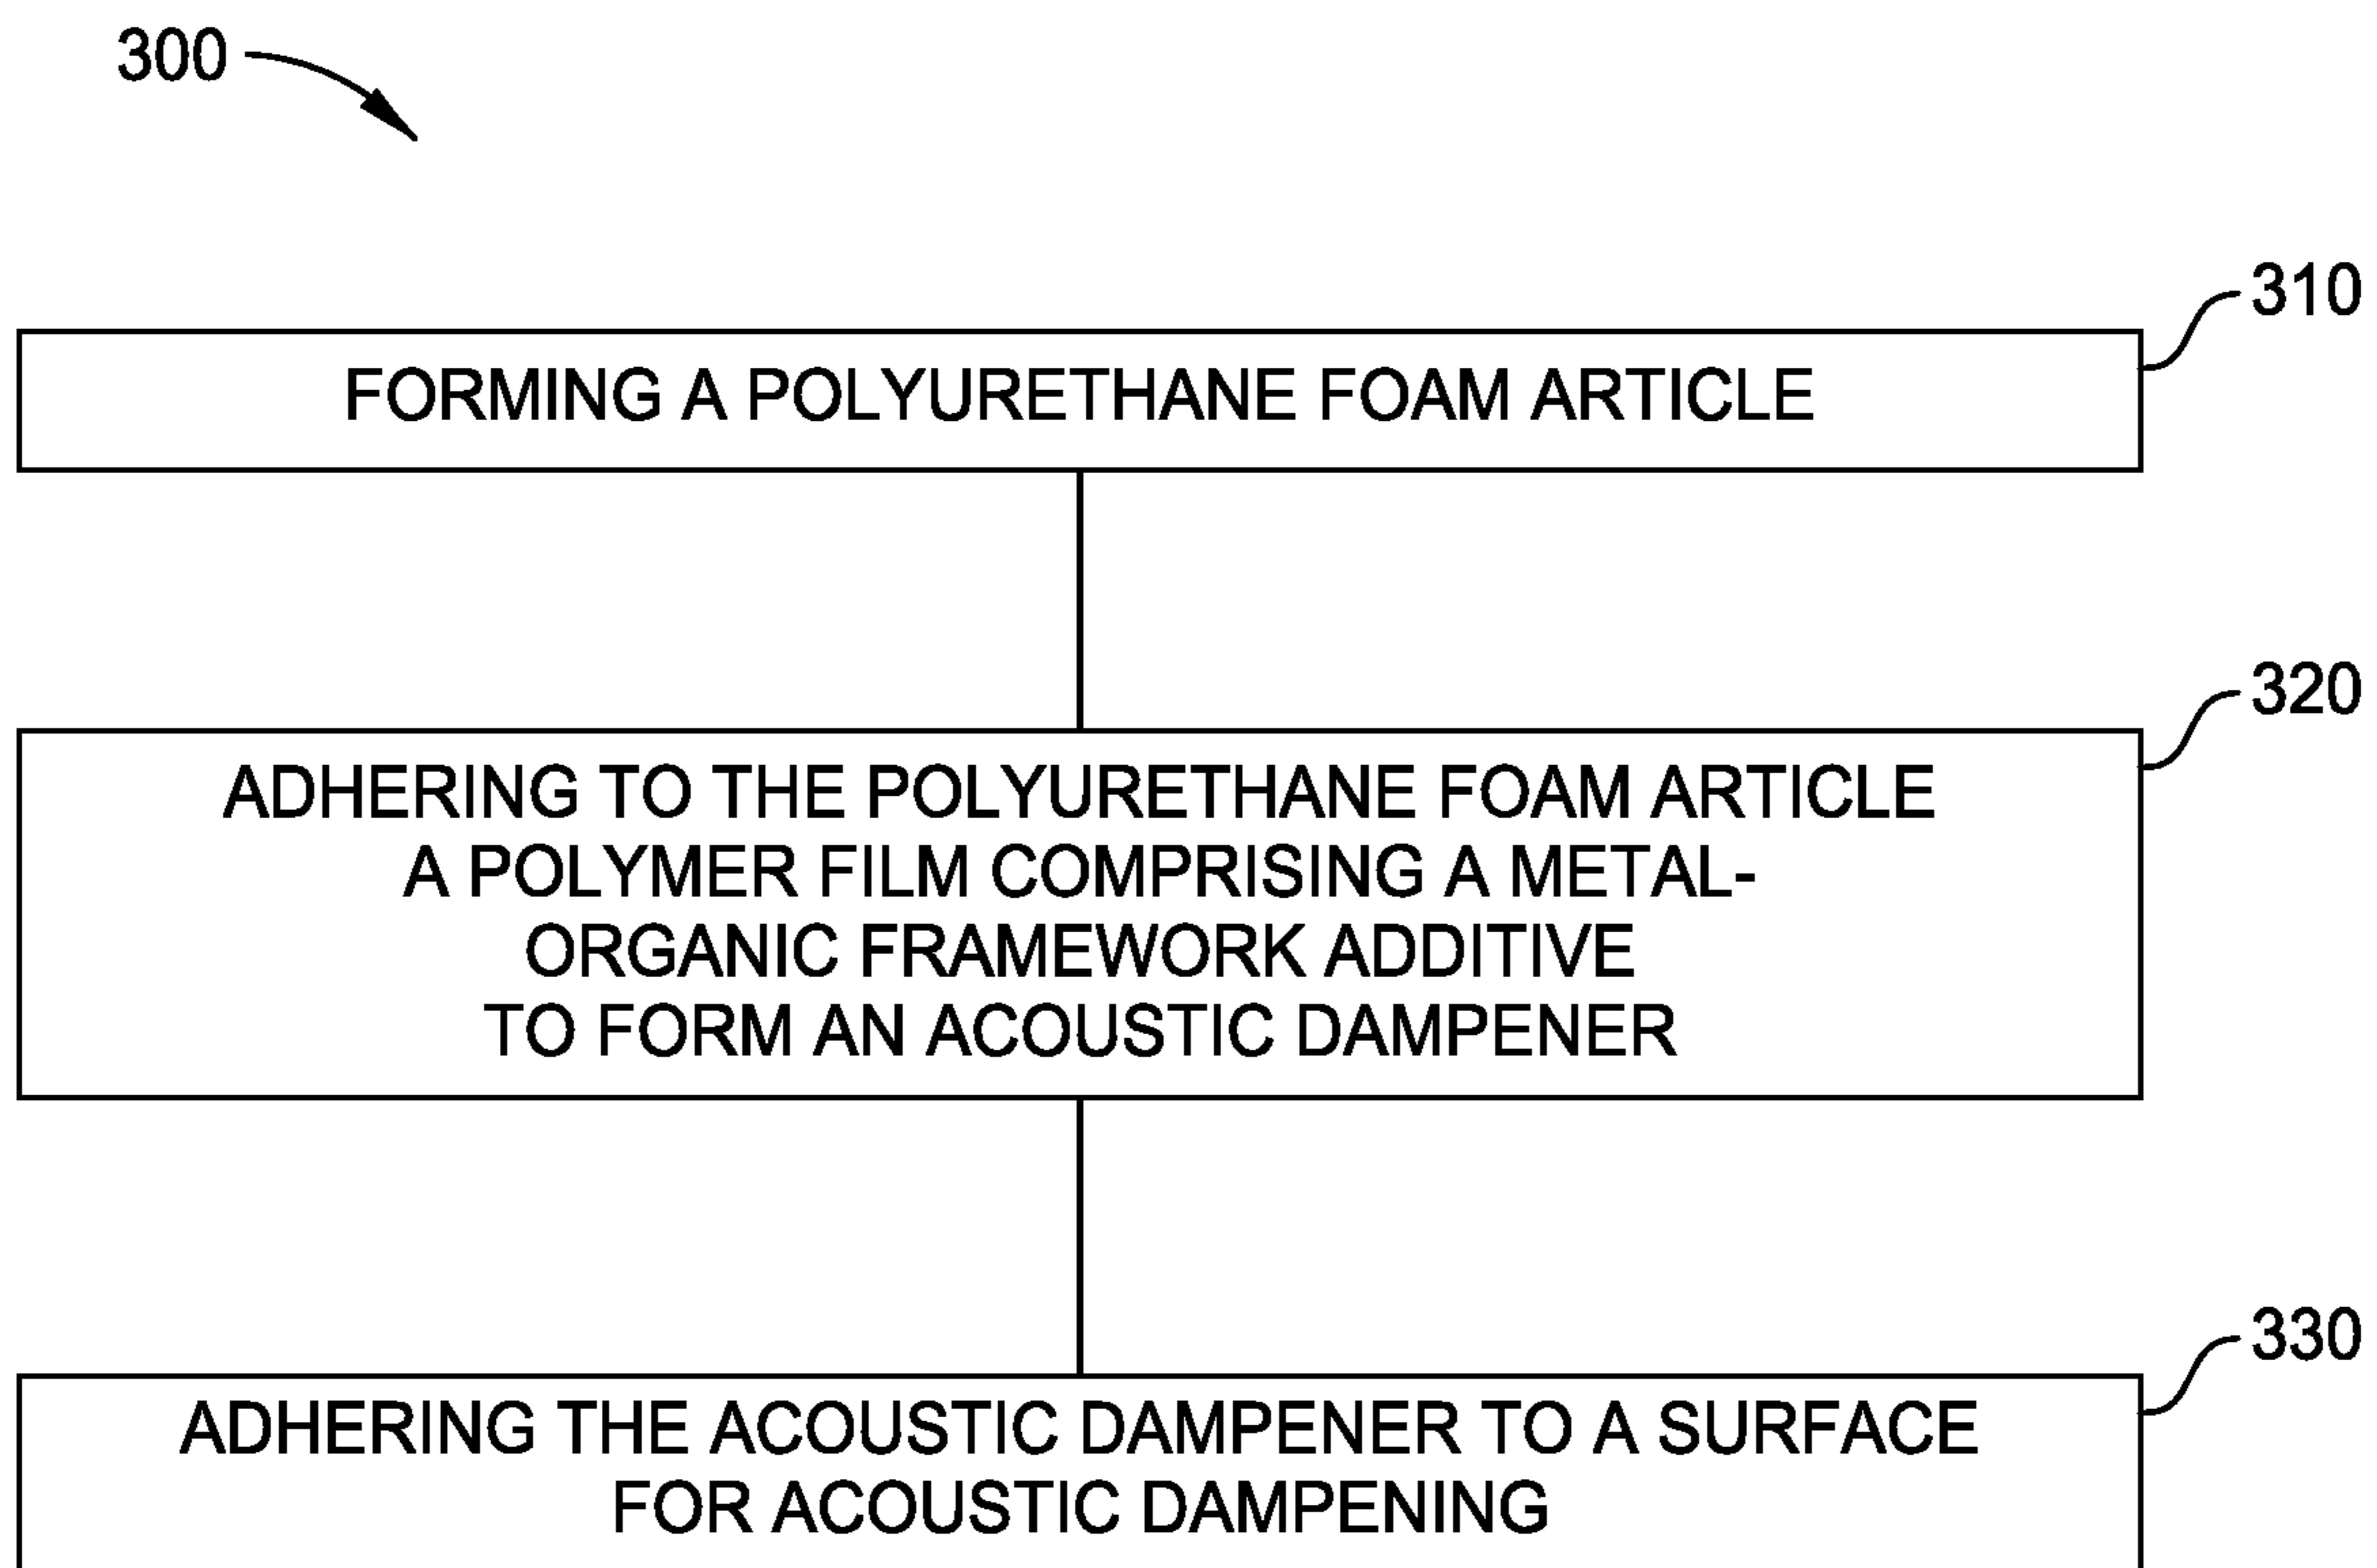 300
310
FORMING A POLYURETHANE FOAM ARTICLE
320
ADHERING TO THE POLYURETHANE FOAM ARTICLE
A POLYMER FILM COMPRISING A METAL-
ORGANIC FRAMEWORK ADDITIVE
TO FORM AN ACOUSTIC DAMPENER
330
ADHERING THE ACOUSTIC DAMPENER TO A SURFACE
FOR ACOUSTIC DAMPENING